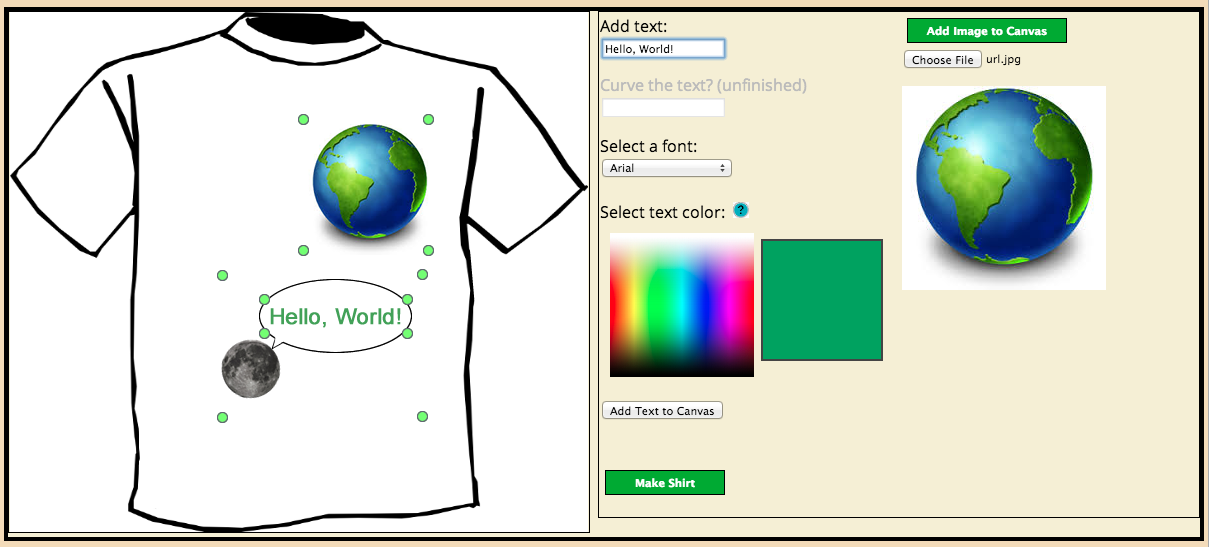 Hello, World!
Add text:
Hello, World!
Curve the text? (unfinished)
Select a font:
Arial
Select text color: ?
Add Text to Canvas
Make Shirt
Add Image to Canvas
Choose File url.jpg